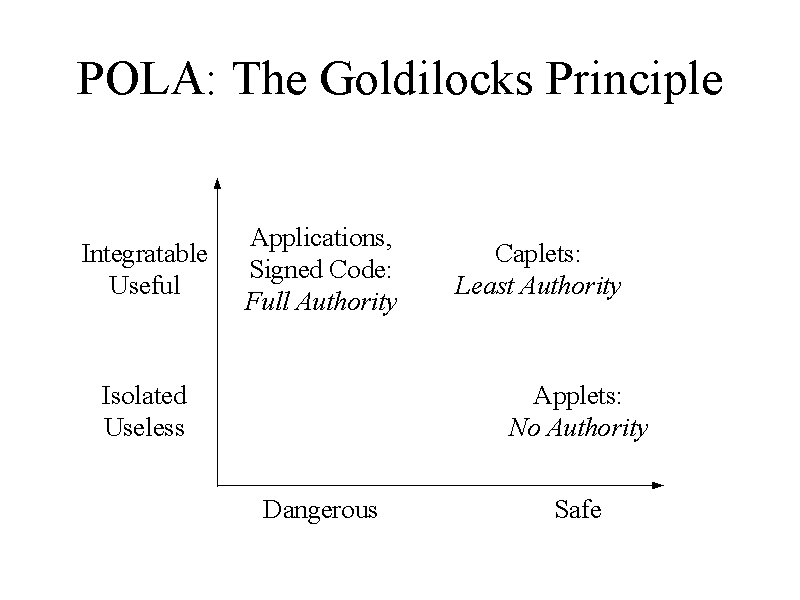 POLA: The Goldilocks Principle
Integratable
Useful
Applications,
Signed Code:
Full Authority
Caplets:
Least Authority
Isolated
Useless
Applets:
No Authority
Dangerous
Safe